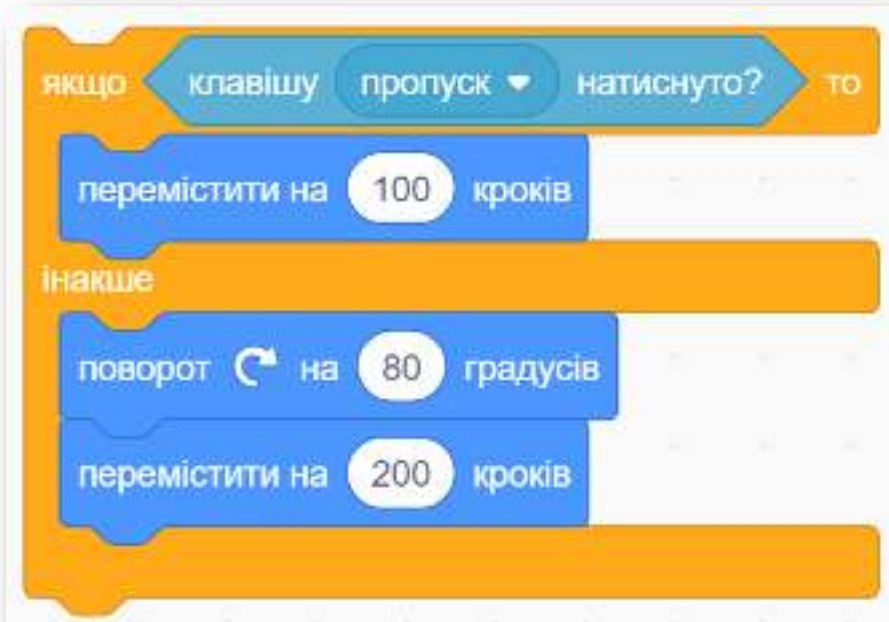 якщо клавішу пропуск натиснуто? то
перемістити на 100 кроків
інакше
поворот на 80 градусів
перемістити на 200 кроків